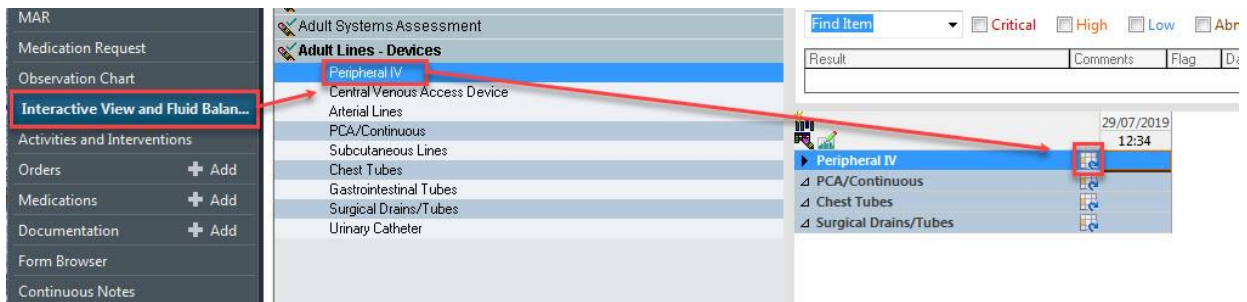 MAR
Medication Request
Observation Chart
Interactive View and Fluid Balan...
Activities and Interventions
Orders + Add
Medications + Add
Documentation + Add
Form Browser
Continuous Notes
Adult Systems Assessment
Adult Lines - Devices
Peripheral IV
Central Venous Access Device
Arterial Lines
PCA/Continuous
Subcutaneous Lines
Chest Tubes
Gastrointestinal Tubes
Surgical Drains/Tubes
Urinary Catheter
Find Item Critical High Low Abn
Result Comments Flag Da
29/07/2019
12:34
Peripheral IV
PCA/Continuous
Chest Tubes
Surgical Drains/Tubes